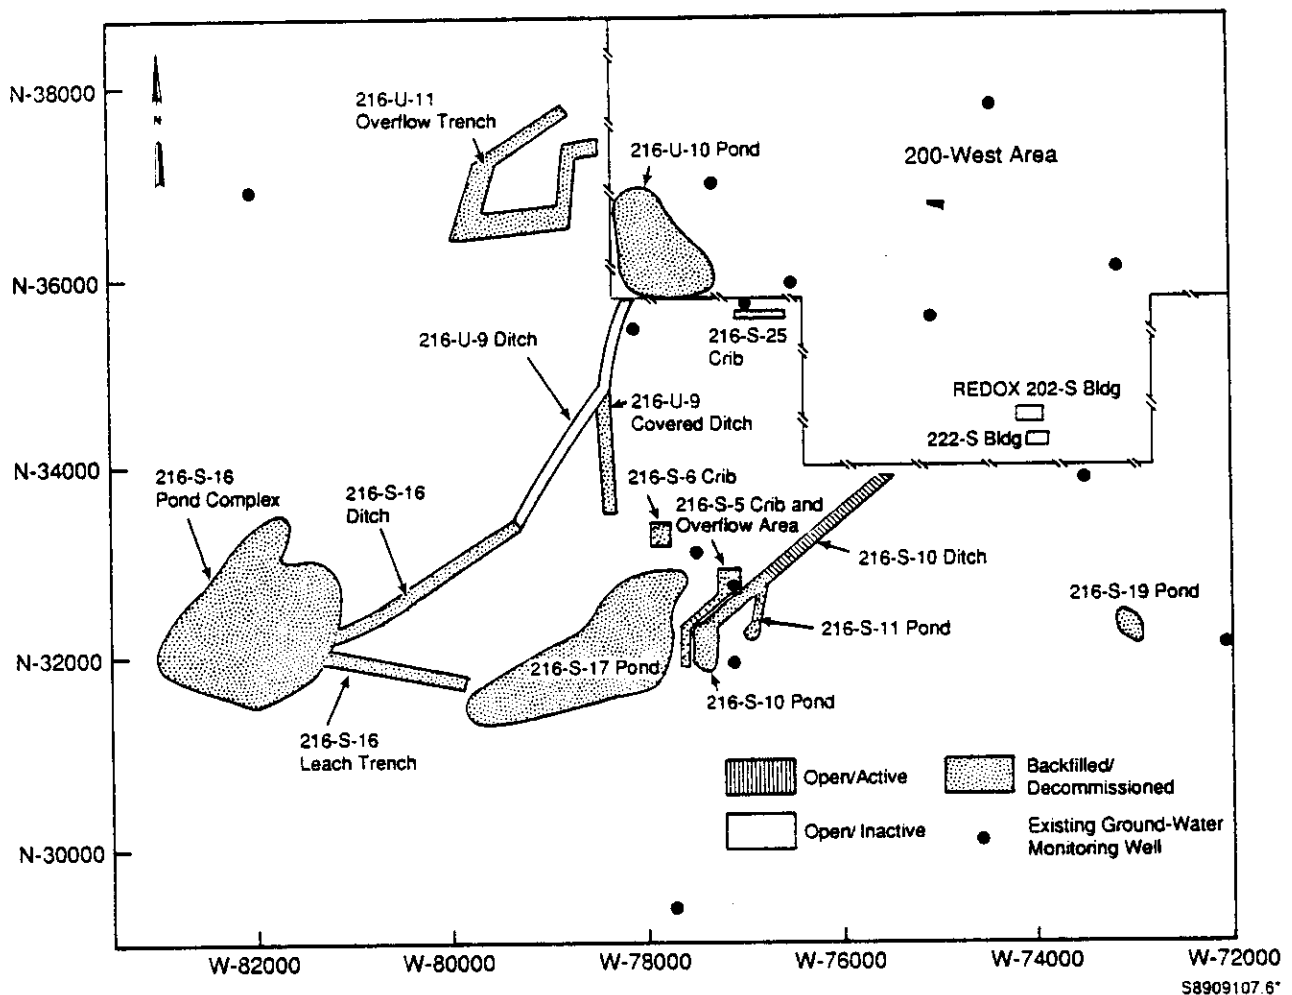 N-38000
N-36000
N-34000
N-32000
N-30000
N
216-U-11
Overflow Trench
216-U-10 Pond
200-West Area
216-U-9 Ditch
216-S-25
Crib
216-U-9
Covered Ditch
REDOX 202-S Bldg
222-S Bldg
216-S-16
Pond Complex
216-S-16
Ditch
216-S-6 Crib
216-S-5 Crib and
Overflow Area
216-S-10 Ditch
216-S-19 Pond
216-S-11 Pond
216-S-17 Pond
216-S-10 Pond
216-S-16
Leach Trench
Open/Active
Backfilled/
Decommissioned
Open/ Inactive
Existing Ground-Water
Monitoring Well
W-82000
W-80000
W-78000
W-76000
W-74000
W-72000
S8909107.6*